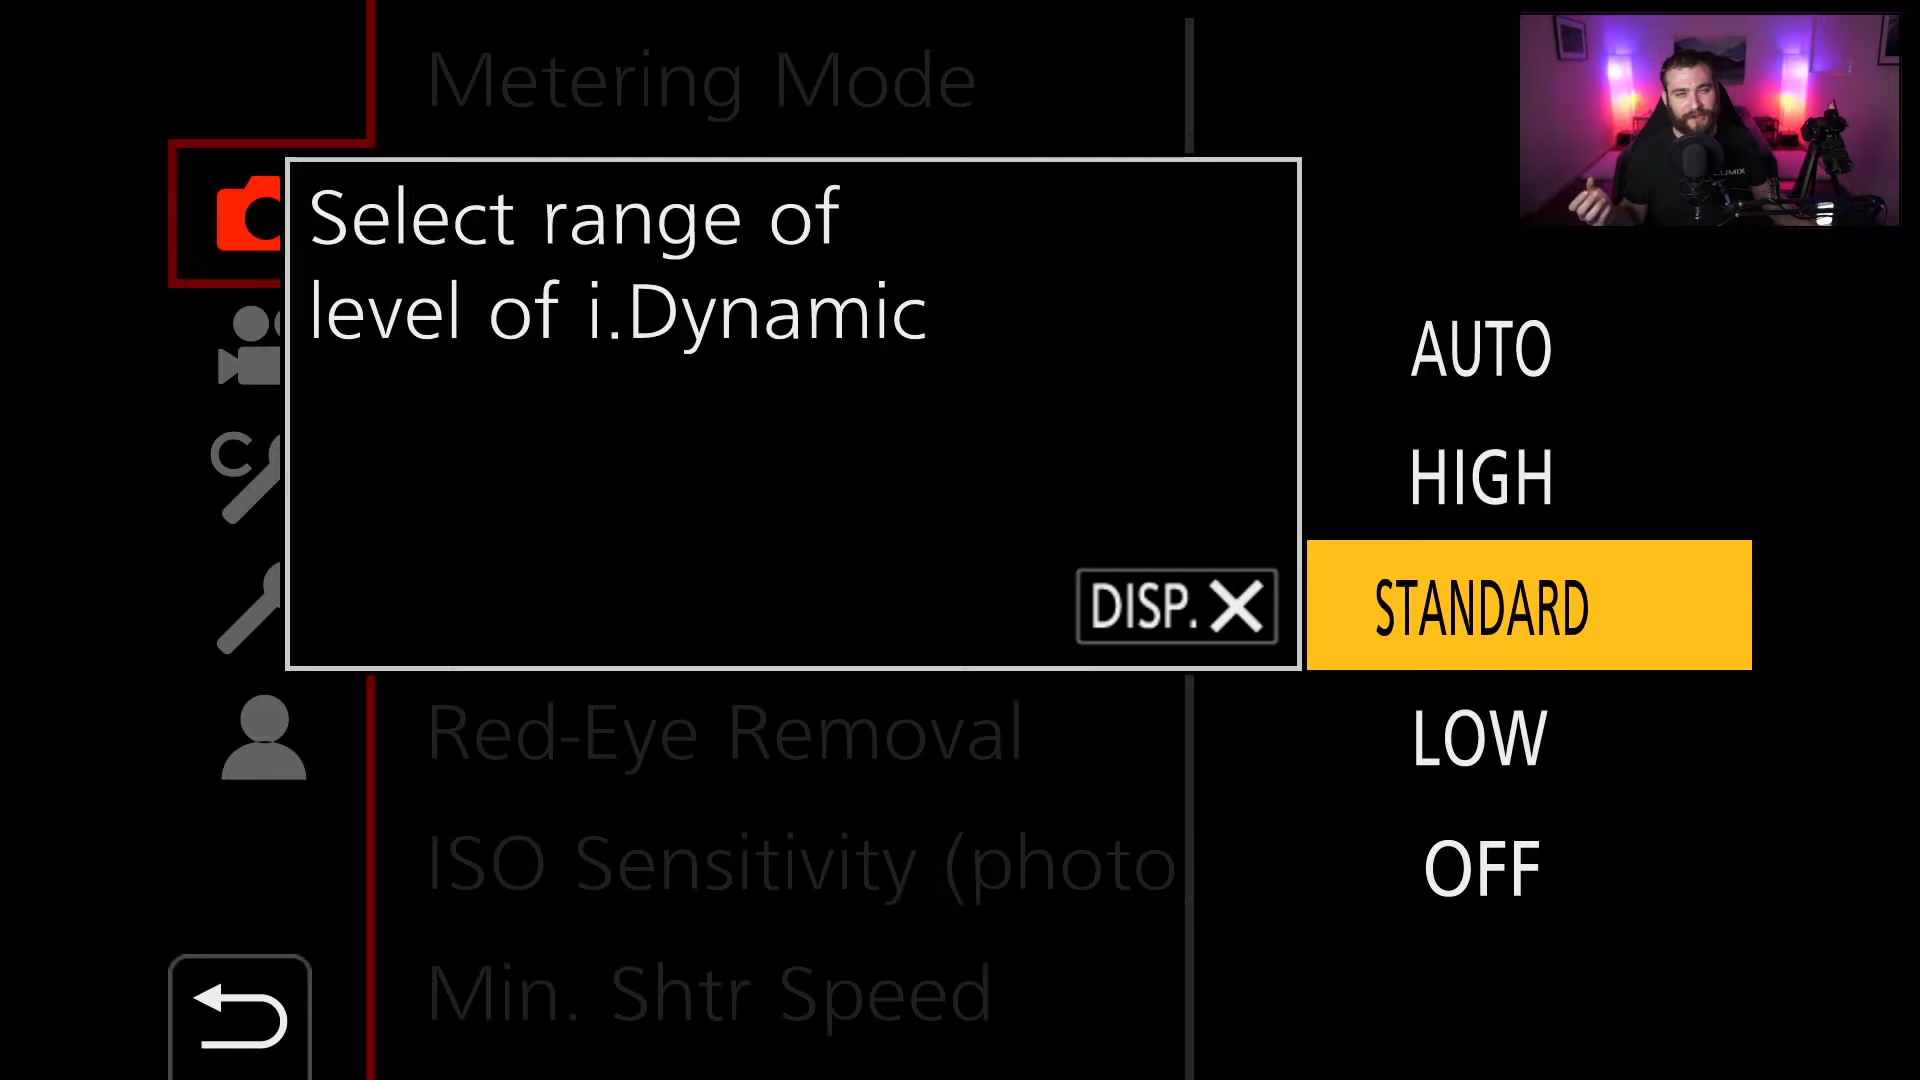 Metering Mode
Select range of
level of i.Dynamic
DISP.
Red-Eye Removal
ISO Sensitivity (photo
Min. Shtr Speed
AUTO
HIGH
STANDARD
LOW
OFF
LUMIX